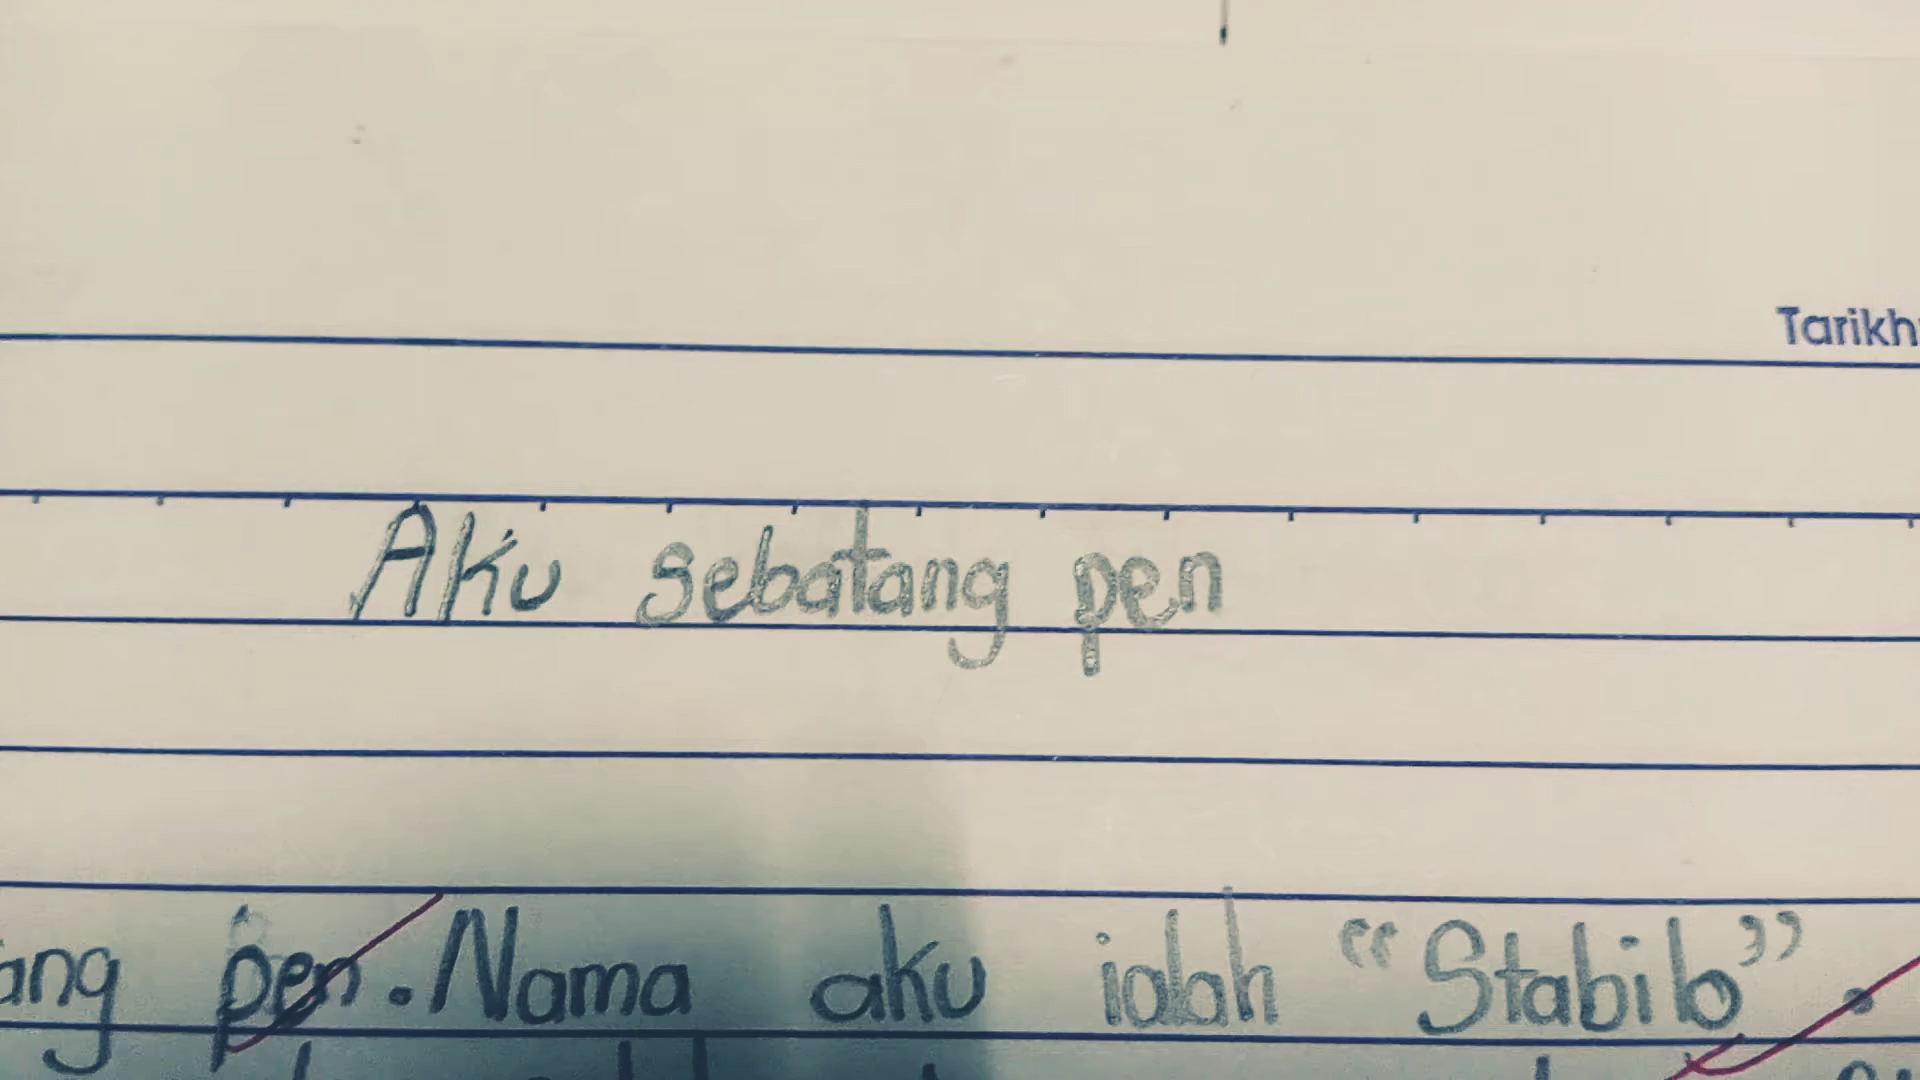 Tarikh
Aku sebatang pen
ang pen. Nama aku ialah “Stabilo”.